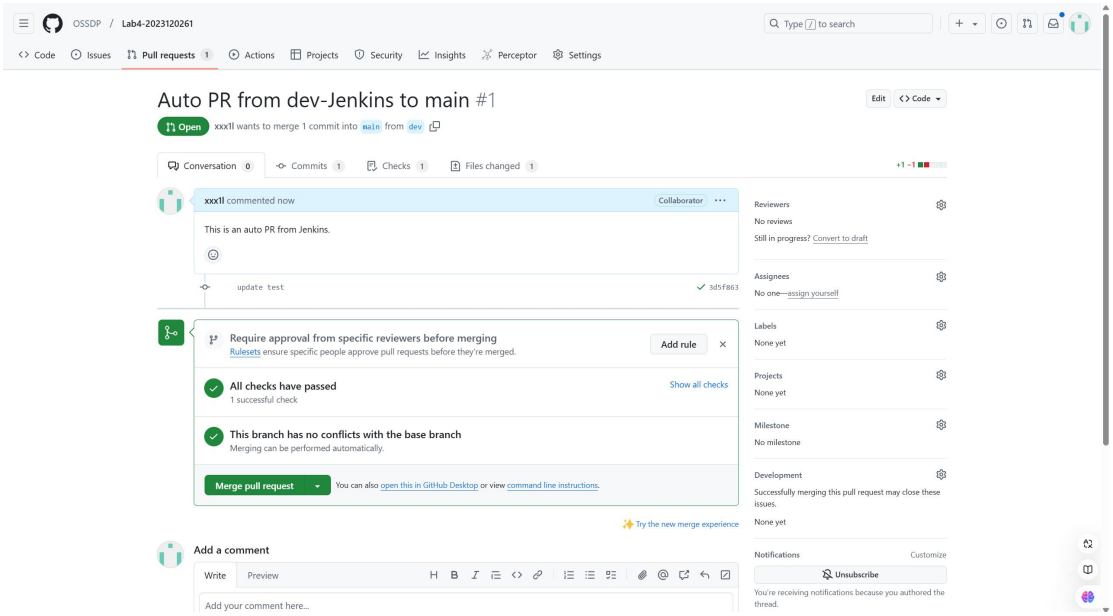 OSSDP / Lab4-2023120261
Type / to search
Code Issues Pull requests 1 Actions Projects Security Insights Perceptor Settings
Auto PR from dev-Jenkins to main #1
Edit Code
Open xxx1l wants to merge 1 commit into main from dev
Conversation 0 Commits 1 Checks 1 Files changed 1
+1 −1
xxx1l commented now Collaborator
This is an auto PR from Jenkins.
update test 3d5f863
Require approval from specific reviewers before merging
Rulesets ensure specific people approve pull requests before they're merged.
Add rule
All checks have passed
1 successful check
Show all checks
This branch has no conflicts with the base branch
Merging can be performed automatically.
Merge pull request You can also open this in GitHub Desktop or view command line instructions.
Try the new merge experience
Add a comment
Write Preview
Add your comment here...
Reviewers
No reviews
Still in progress? Convert to draft
Assignees
No one—assign yourself
Labels
None yet
Projects
None yet
Milestone
No milestone
Development
Successfully merging this pull request may close these
issues.
None yet
Notifications Customize
Unsubscribe
You're receiving notifications because you authored the
thread.